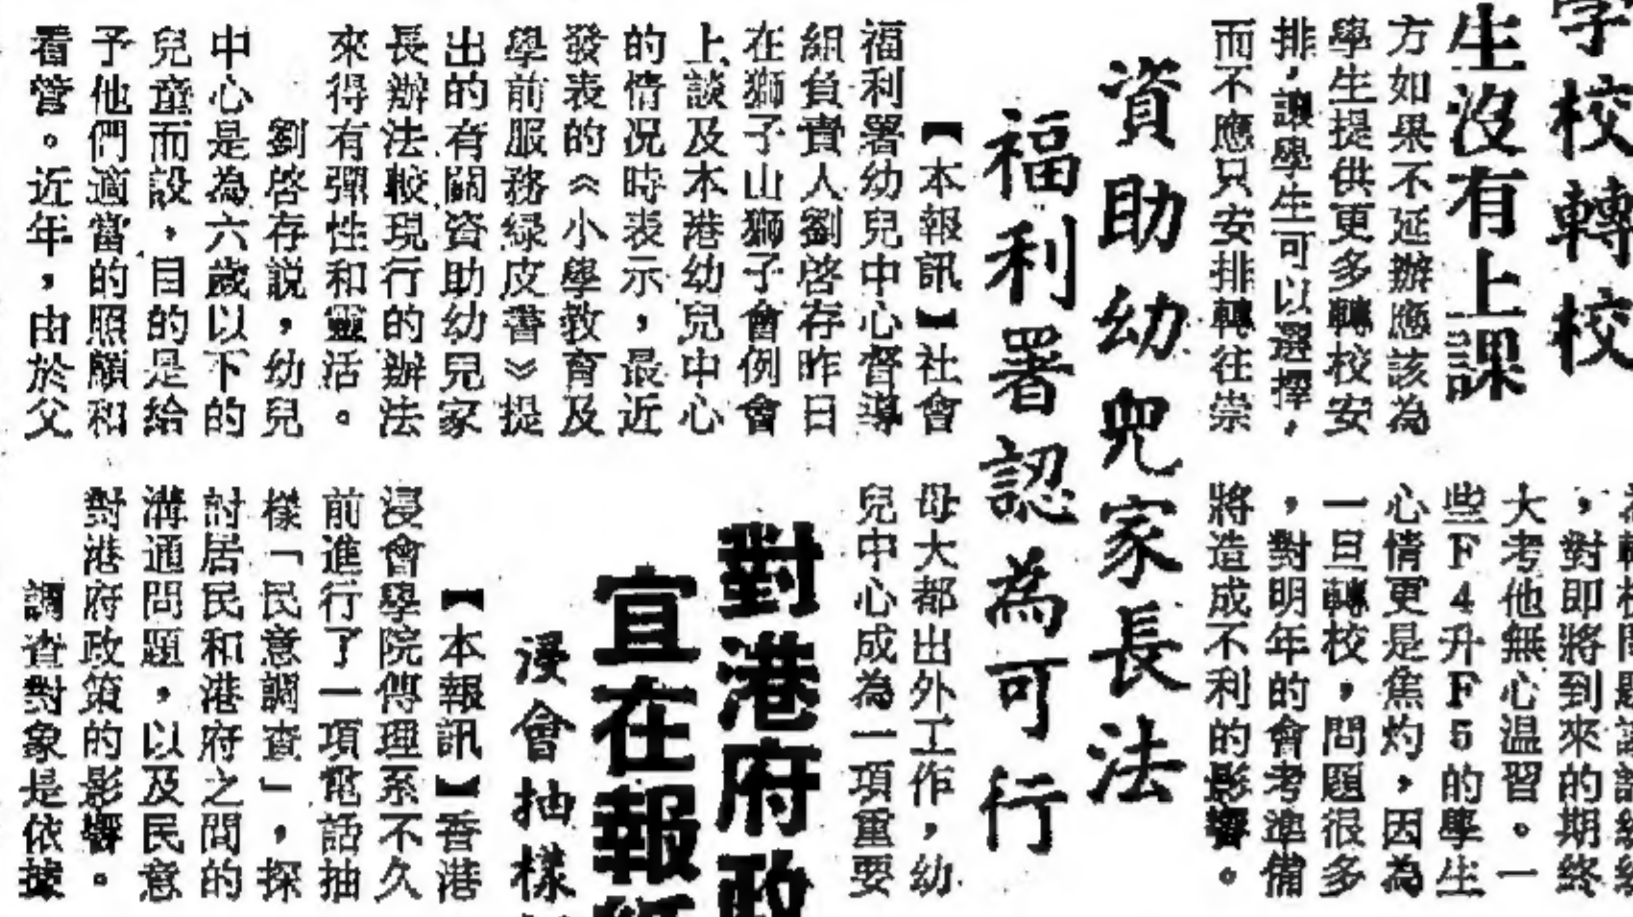 學校轉校
生沒有上課
方如果不延辦應該為
學生提供更多轉校安
排，讓學生可以選擇，
而不應只安排轉往崇
，對即將到來的期終
大考他無心温習。一
些F4升F5的學生
心情更是焦灼，因為
一旦轉校，問題很多
，對明年的會考準備
將造成不利的影響。
資助幼兒家長法
福利署認為可行
【本報訊】社會
福利署幼兒中心督導
組負責人劉啓存昨日
在獅子山獅子會例會
上談及本港幼兒中心
的情況時表示，最近
發表的《小學教育及
學前服務綠皮書》提
出的有關資助幼兒家
長辦法較現行的辦法
來得有彈性和靈活。
劉啓存説，幼兒
中心是為六歲以下的
兒童而設，目的是給
予他們適當的照顧和
看管。近年，由於父
母大都出外工作，幼
兒中心成為一項重要
對港府政
宜在報
浸會抽樣
【本報訊】香港
浸會學院傳理系不久
前進行了一項電話抽
樣「民意調查」，探
討居民和港府之間的
溝通問題，以及民意
對港府政策的影響。
調查對象是依據